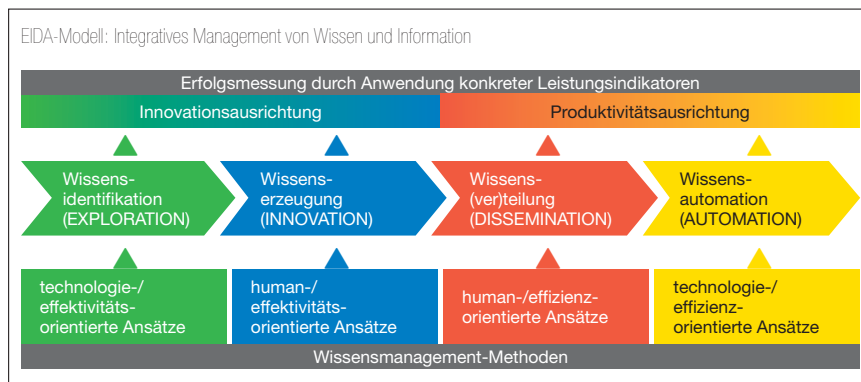 EIDA-Modell: Integratives Management von Wissen und Information
Erfolgsmessung durch Anwendung konkreter Leistungsindikatoren
Innovationsausrichtung
Produktivitätsausrichtung
Wissens-
identifikation
(EXPLORATION)
Wissens-
erzeugung
(INNOVATION)
Wissens-
(ver)teilung
(DISSEMINATION)
Wissens-
automation
(AUTOMATION)
technologie-/
effektivitäts-
orientierte Ansätze
human-/
effektivitäts-
orientierte Ansätze
human-/effizienz-
orientierte Ansätze
technologie-/
effizienz-
orientierte Ansätze
Wissensmanagement-Methoden